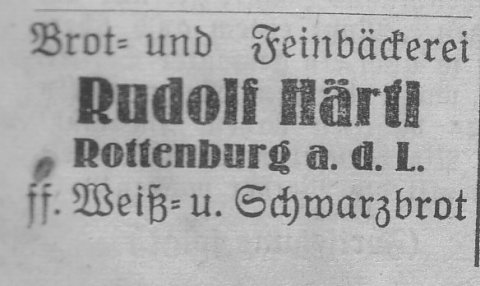 Brot- und Feinbäckerei
Rudolf Härtl
Rottenburg a. d. L.
ff. Weiß- u. Schwarzbrot